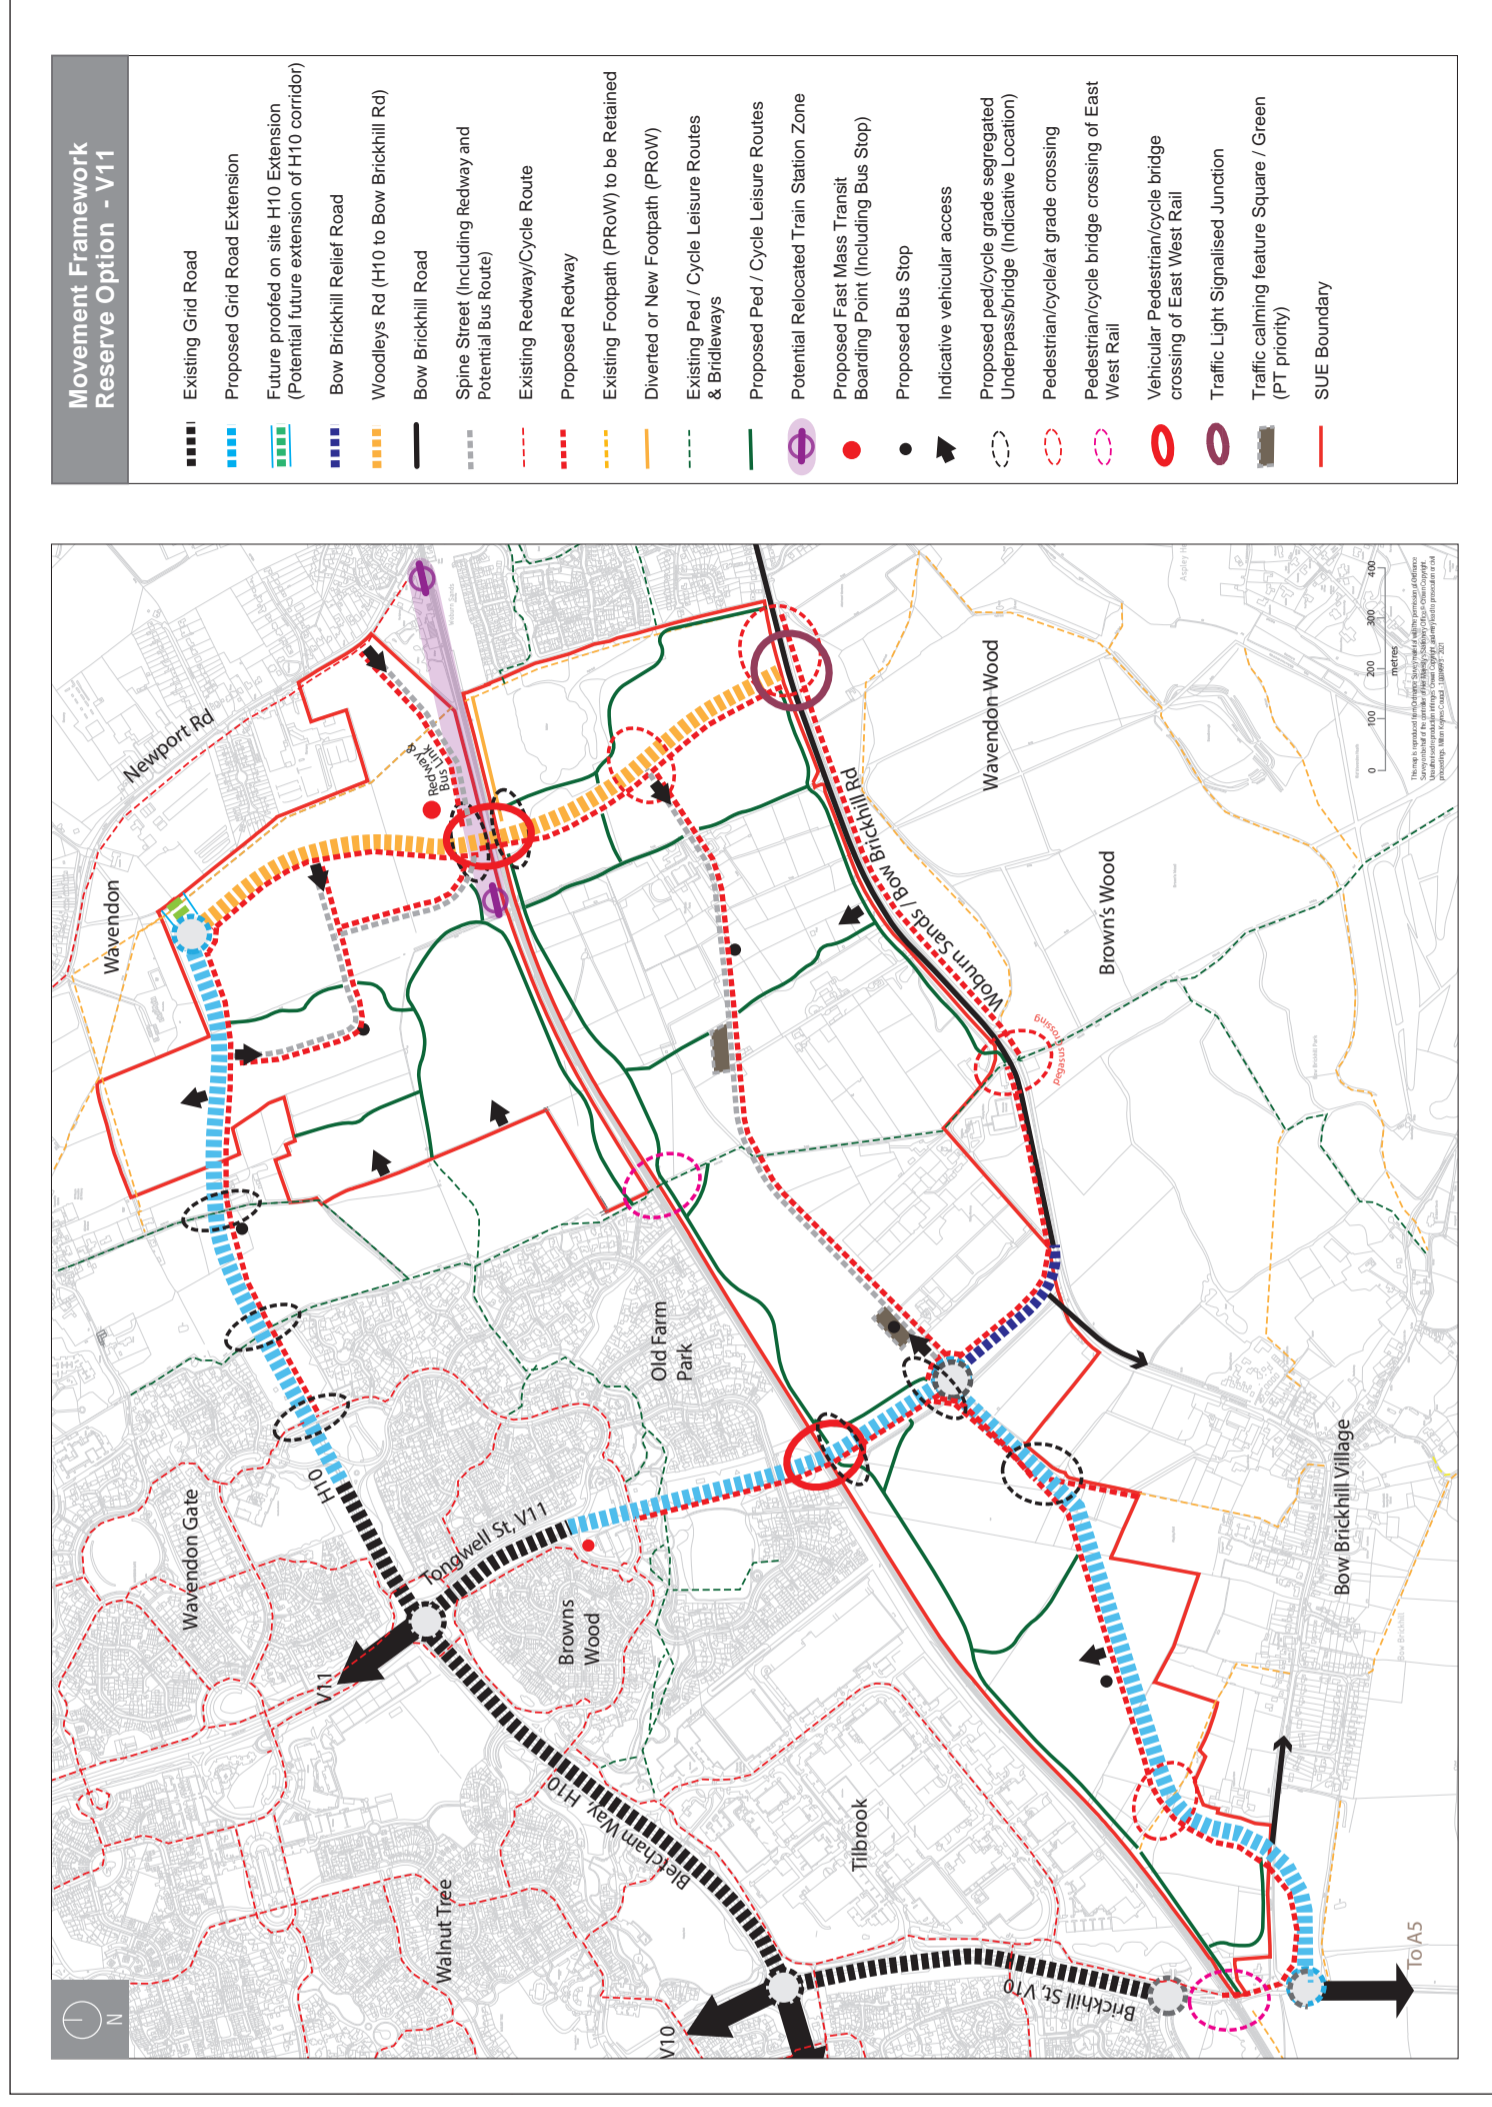 Movement Framework
Reserve Option - V11
Existing Grid Road
Proposed Grid Road Extension
Future proofed on site H10 Extension
(Potential future extension of H10 corridor)
Bow Brickhill Relief Road
Woodleys Rd (H10 to Bow Brickhill Rd)
Bow Brickhill Road
Spine Street (Including Redway and
Potential Bus Route)
Existing Redway/Cycle Route
Proposed Redway
Existing Footpath (PRoW) to be Retained
Diverted or New Footpath (PRoW)
Existing Ped / Cycle Leisure Routes
& Bridleways
Proposed Ped / Cycle Leisure Routes
Potential Relocated Train Station Zone
Proposed Fast Mass Transit
Boarding Point (Including Bus Stop)
Proposed Bus Stop
Indicative vehicular access
Proposed ped/cycle grade segregated
Underpass/bridge (Indicative Location)
Pedestrian/cycle/at grade crossing
Pedestrian/cycle bridge crossing of East
West Rail
Vehicular Pedestrian/cycle bridge
crossing of East West Rail
Traffic Light Signalised Junction
Traffic calming feature Square / Green
(PT priority)
SUE Boundary
N
Newport Rd
Wavendon
Redway &
Bus Link
Wavendon Gate
H10
Tongwell St, V11
V11
Browns
Wood
Old Farm
Park
Woburn Sands / Bow Brickhill Rd
Wavendon Wood
Brown's Wood
pegasus crossing
Walnut Tree
Bletcham Way, H10
Tilbrook
V10
Brickhill St, V10
Bow Brickhill Village
To A5
0 100 200 300 400
metres